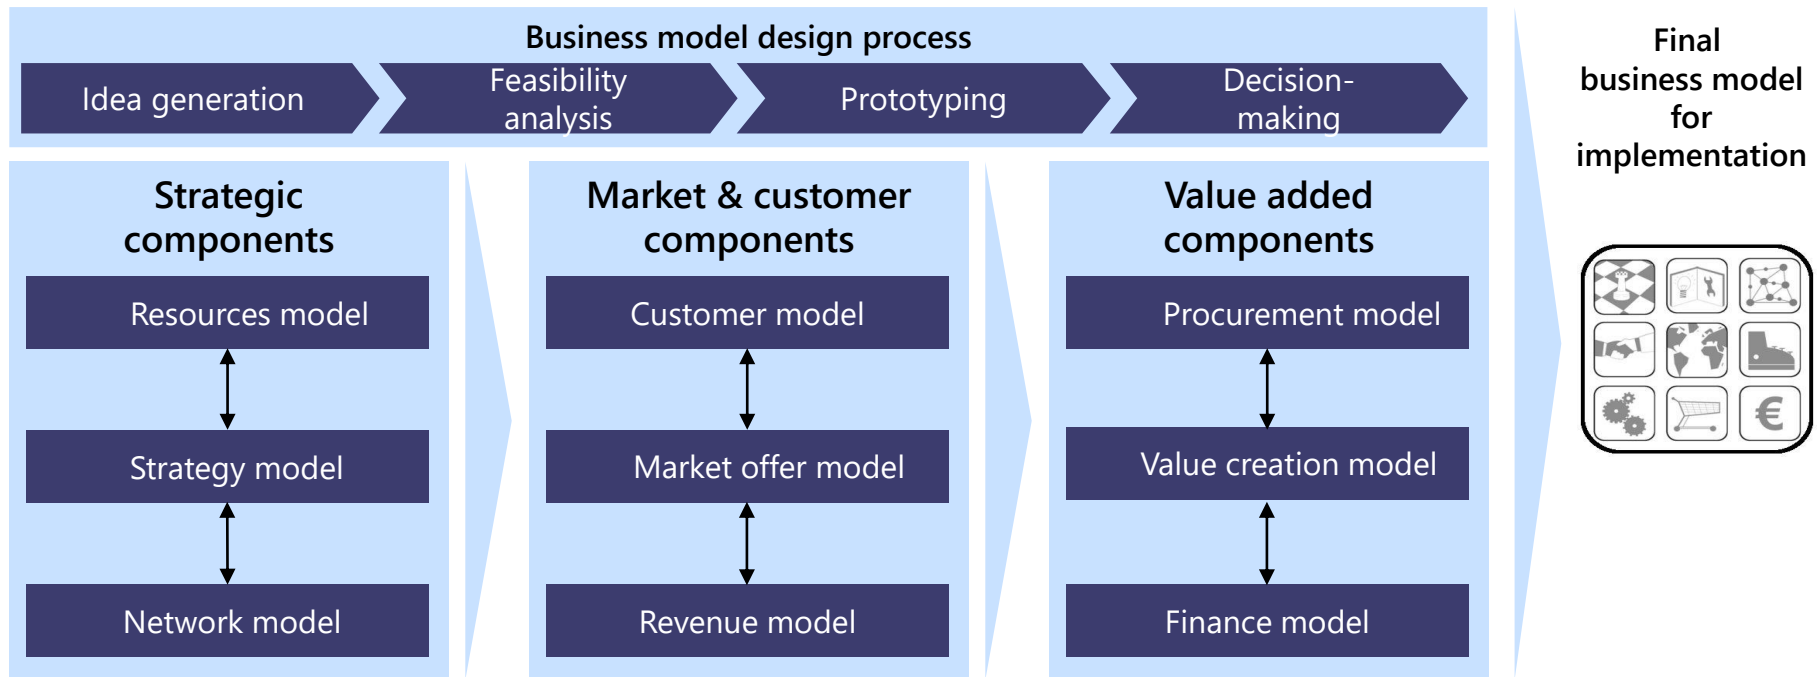 Business model design process
Idea generation
Feasibility
analysis
Prototyping
Decision-
making
Final
business model
for
implementation
Strategic
components
Resources model
Strategy model
Network model
Market & customer
components
Customer model
Market offer model
Revenue model
Value added
components
Procurement model
Value creation model
Finance model
€